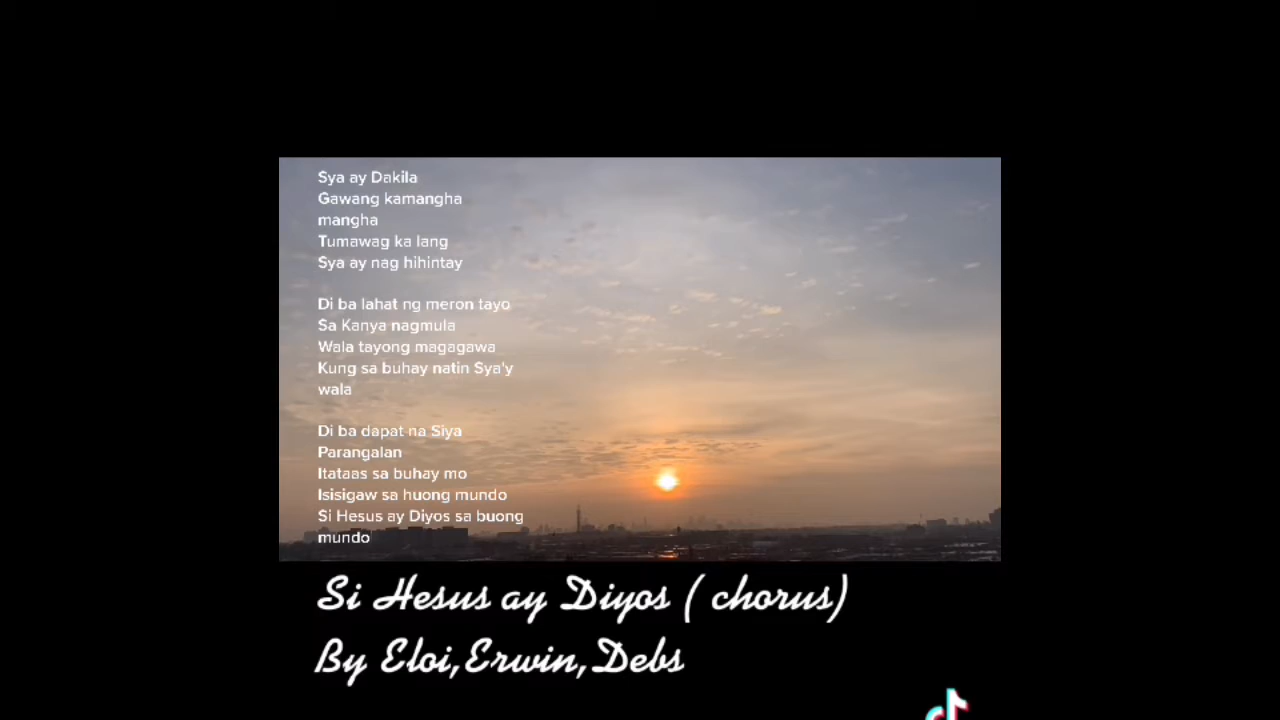 Sya ay Dakila
Gawang kamangha
mangha
Tumawag ka lang
Sya ay nag hihintay
Di ba lahat ng meron tayo
Sa Kanya nagmula
Wala tayong magagawa
Kung sa buhay natin Sya'y
wala
Di ba dapat na Siya
Parangalan
Itataas sa buhay mo
Isisigaw sa huong mundo
Si Hesus ay Diyos sa buong
mundo
Si Hesus ay Diyos ( chorus)
By Eloi,Erwin,Debs